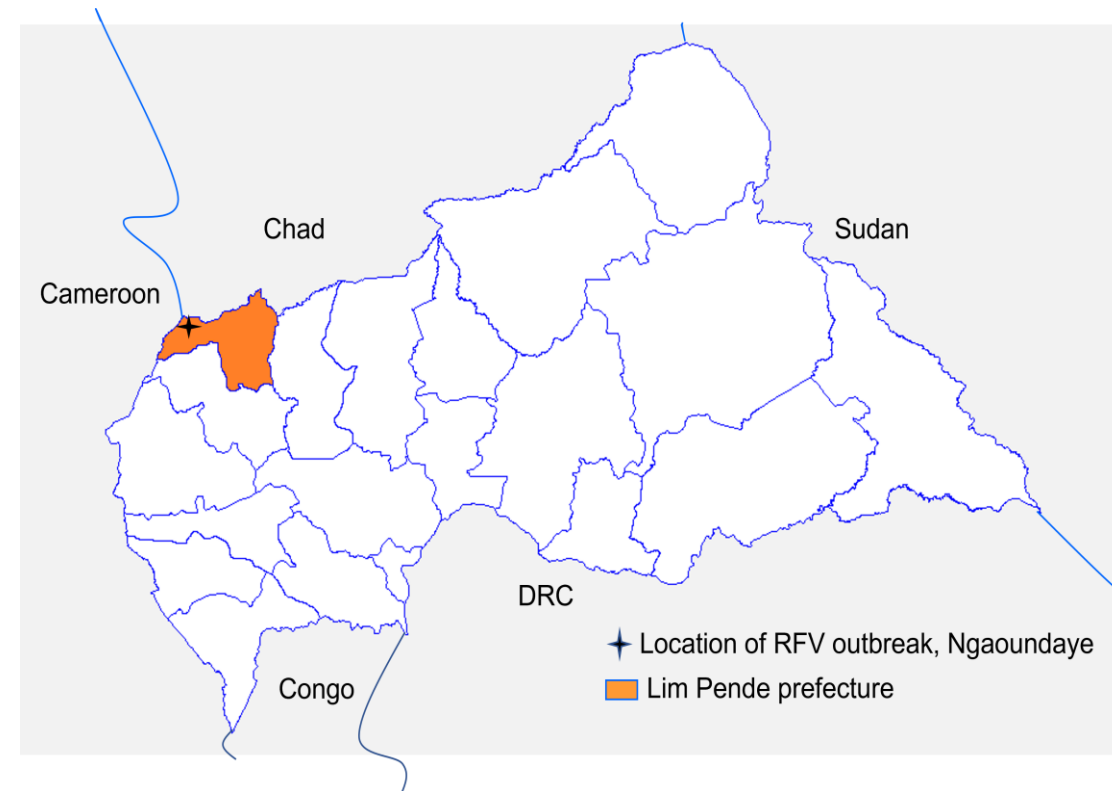 Chad
Sudan
Cameroon
DRC
Location of RFV outbreak, Ngaoundaye
Congo
Lim Pende prefecture